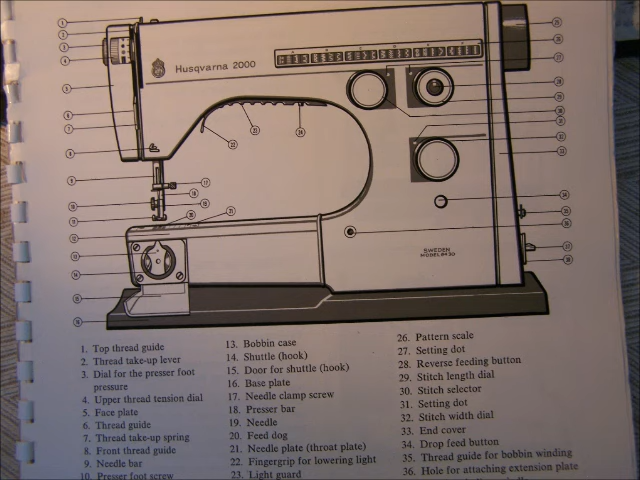 Husqvarna 2000
SWEDEN
MODEL 6430
1. Top thread guide
2. Thread take-up lever
3. Dial for the presser foot
pressure
4. Upper thread tension dial
5. Face plate
6. Thread guide
7. Thread take-up spring
8. Front thread guide
9. Needle bar
10. Presser foot screw
13. Bobbin case
14. Shuttle (hook)
15. Door for shuttle (hook)
16. Base plate
17. Needle clamp screw
18. Presser bar
19. Needle
20. Feed dog
21. Needle plate (throat plate)
22. Fingergrip for lowering light
23. Light guard
26. Pattern scale
27. Setting dot
28. Reverse feeding button
29. Stitch length dial
30. Stitch selector
31. Setting dot
32. Stitch width dial
33. End cover
34. Drop feed button
35. Thread guide for bobbin winding
36. Hole for attaching extension plate